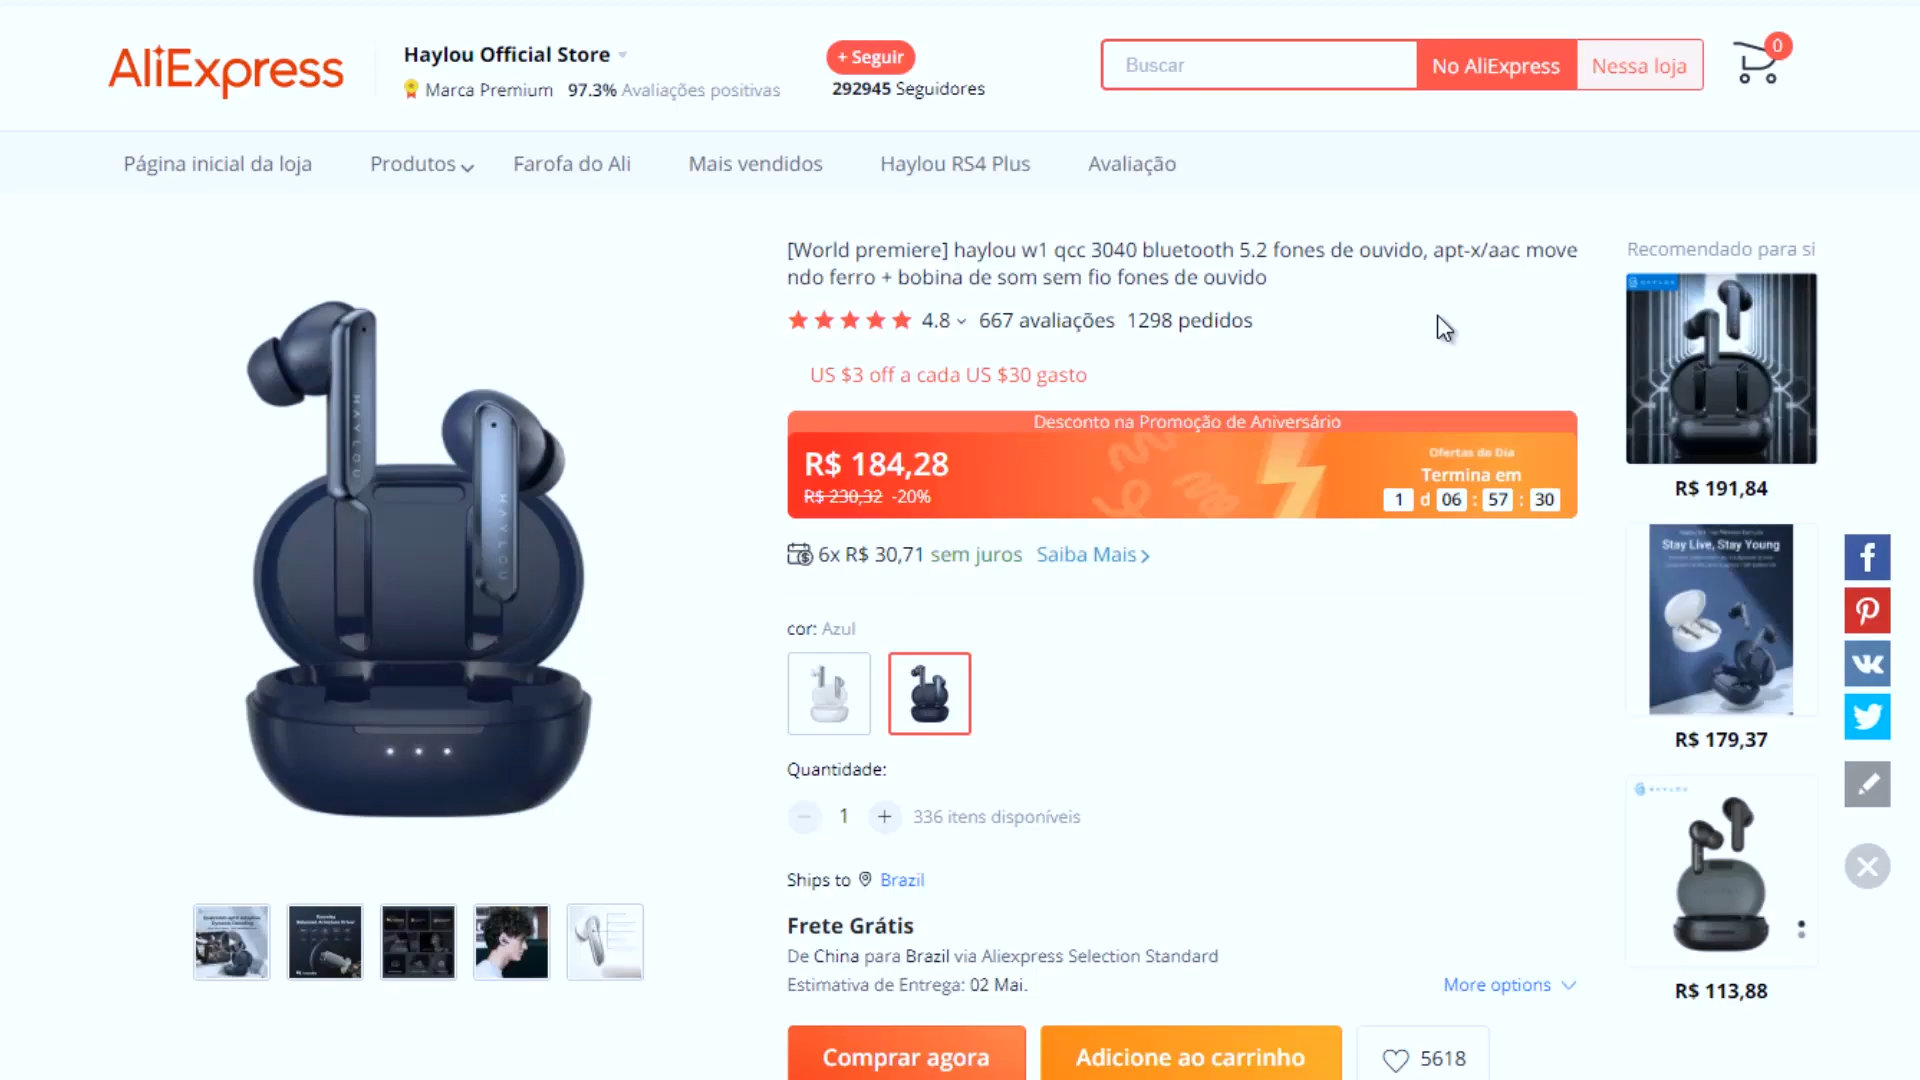 AliExpress
Haylou Official Store
Marca Premium 97.3% Avaliações positivas
+ Seguir
292945 Seguidores
Buscar
No AliExpress
Nessa loja
0
Página inicial da loja
Produtos
Farofa do Ali
Mais vendidos
Haylou RS4 Plus
Avaliação
[World premiere] haylou w1 qcc 3040 bluetooth 5.2 fones de ouvido, apt-x/aac move
ndo ferro + bobina de som sem fio fones de ouvido
4.8 667 avaliações 1298 pedidos
US $3 off a cada US $30 gasto
Desconto na Promoção de Aniversário
R$ 184,28
R$ 230,32 -20%
Ofertas do Dia
Termina em
1 d 06 : 57 : 30
6x R$ 30,71 sem juros Saiba Mais >
cor: Azul
Quantidade:
− 1 + 336 itens disponíveis
Ships to Brazil
Frete Grátis
De China para Brazil via Aliexpress Selection Standard
Estimativa de Entrega: 02 Mai.
More options
Comprar agora
Adicione ao carrinho
5618
HAYLOU
HAYLOU
Recomendado para si
R$ 191,84
Stay Live, Stay Young
R$ 179,37
HAYLOU
R$ 113,88